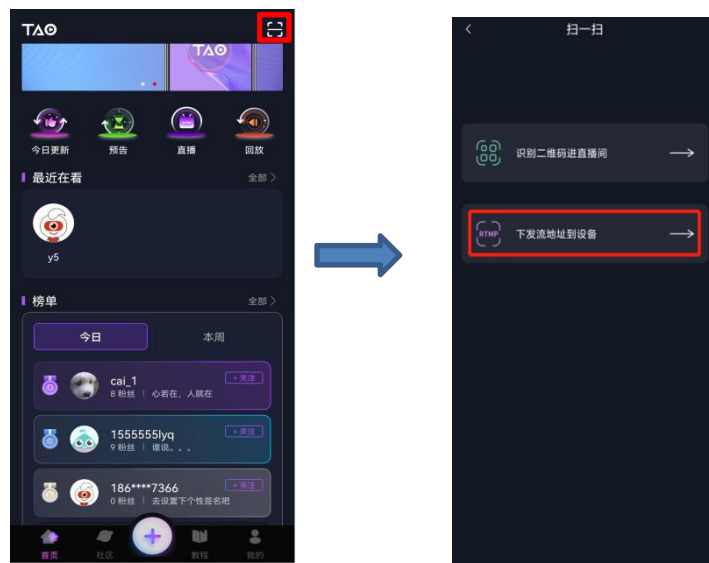 TAO
TAO
今日更新
预告
直播
回放
最近在看
全部
y5
榜单
全部
今日
本周
cai_1
+ 关注
8 粉丝 | 心若在，人就在
1555555lyq
+ 关注
9 粉丝 | 谁说。。。
186****7366
+ 关注
0 粉丝 | 去设置下个性签名吧
首页
社区
教程
我的
扫一扫
识别二维码进直播间
RTMP
下发流地址到设备